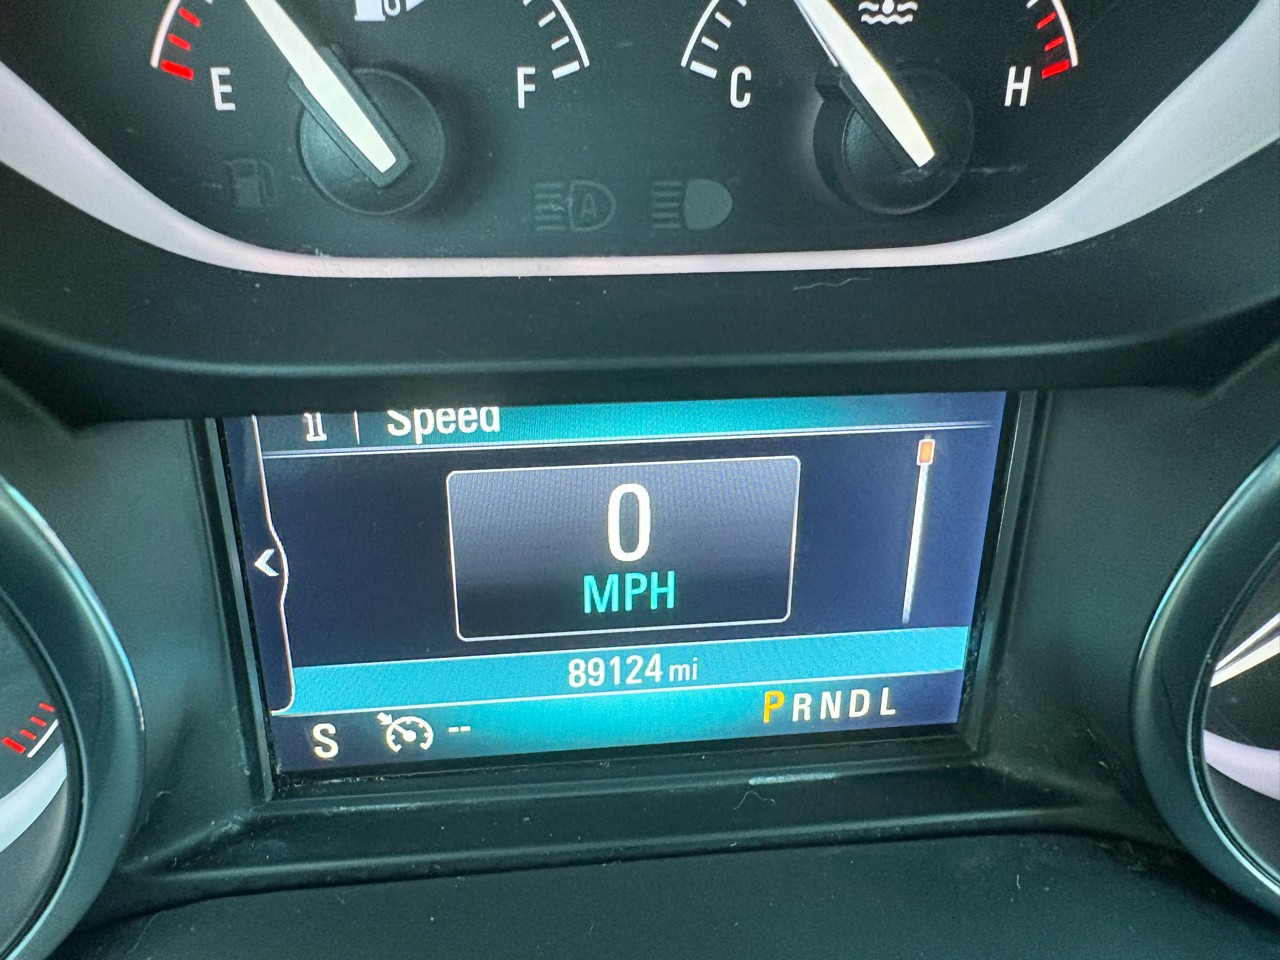 E F C H
A
Speed
0
MPH
89124 mi
PRNDL
S --